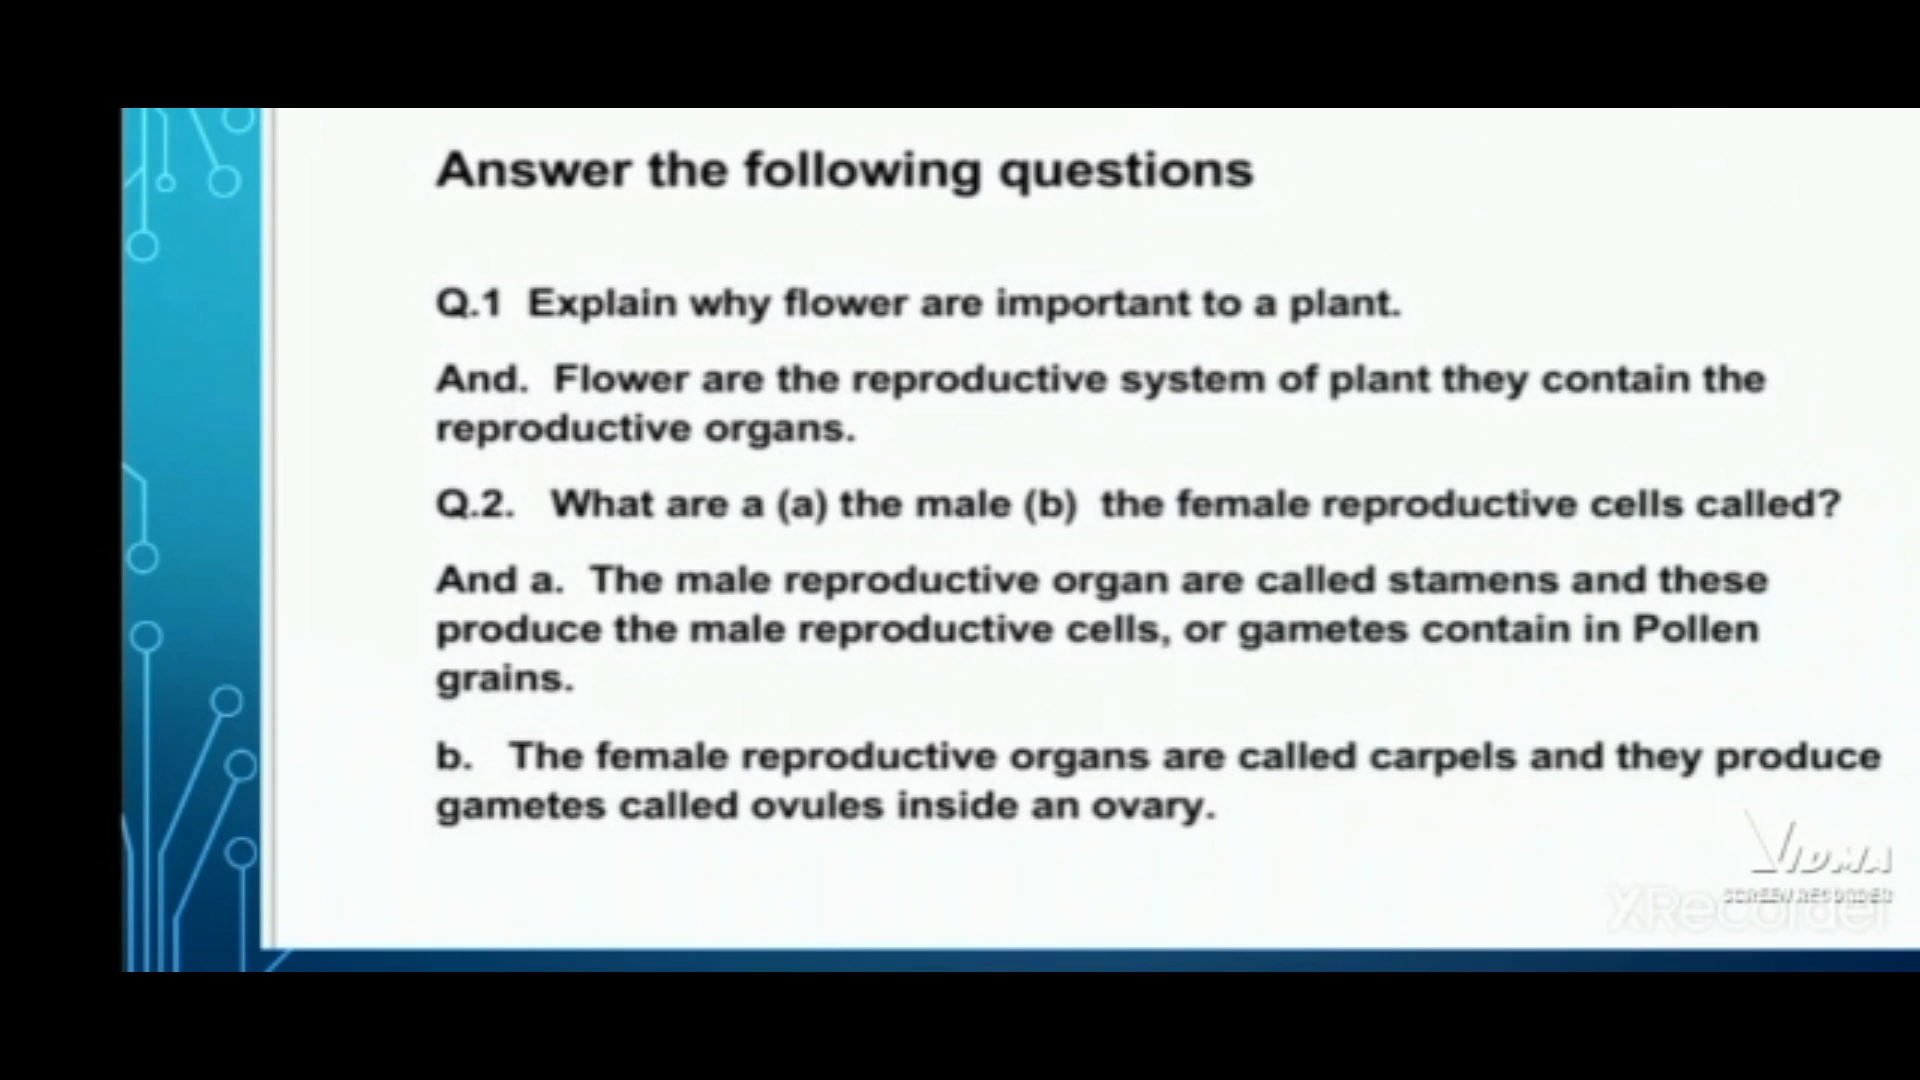 Answer the following questions
Q.1 Explain why flower are important to a plant.
And. Flower are the reproductive system of plant they contain the
reproductive organs.
Q.2. What are a (a) the male (b) the female reproductive cells called?
And a. The male reproductive organ are called stamens and these
produce the male reproductive cells, or gametes contain in Pollen
grains.
b. The female reproductive organs are called carpels and they produce
gametes called ovules inside an ovary.
VIDMA
SCREEN RECORDER
XRecorder